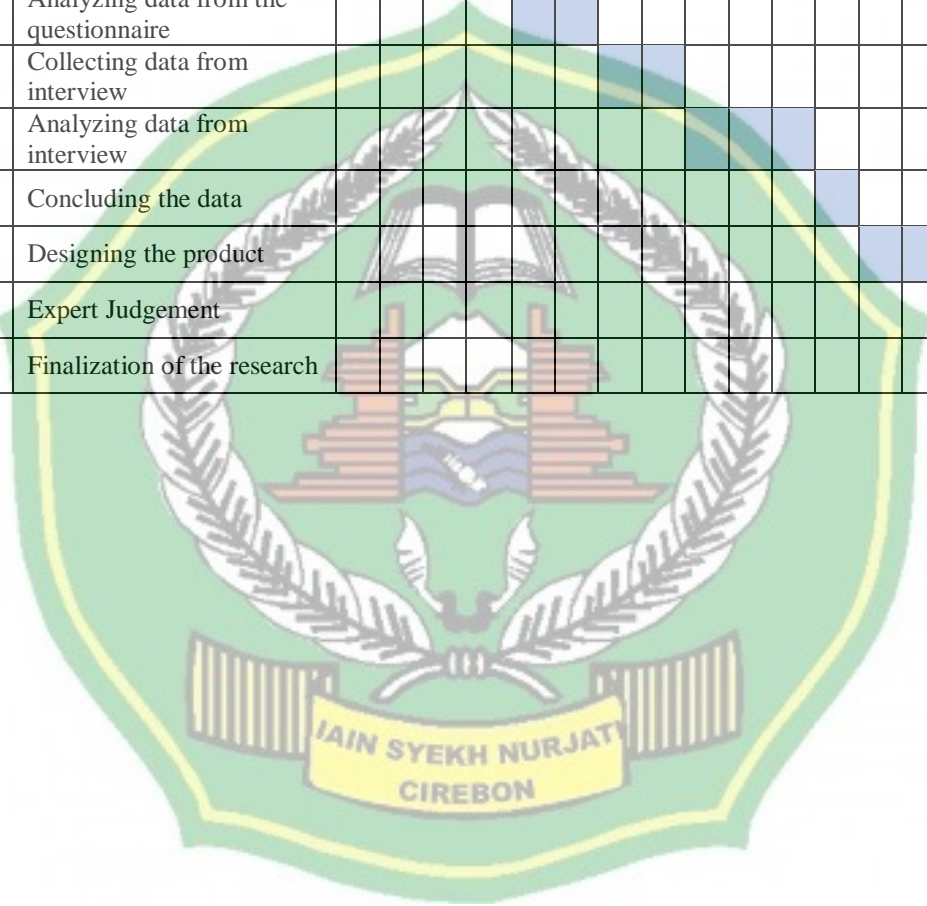 Analyzing data from the
questionnaire
Collecting data from
interview
Analyzing data from
interview
Concluding the data
Designing the product
Expert Judgement
Finalization of the research
IAIN SYEKH NURJATI
CIREBON